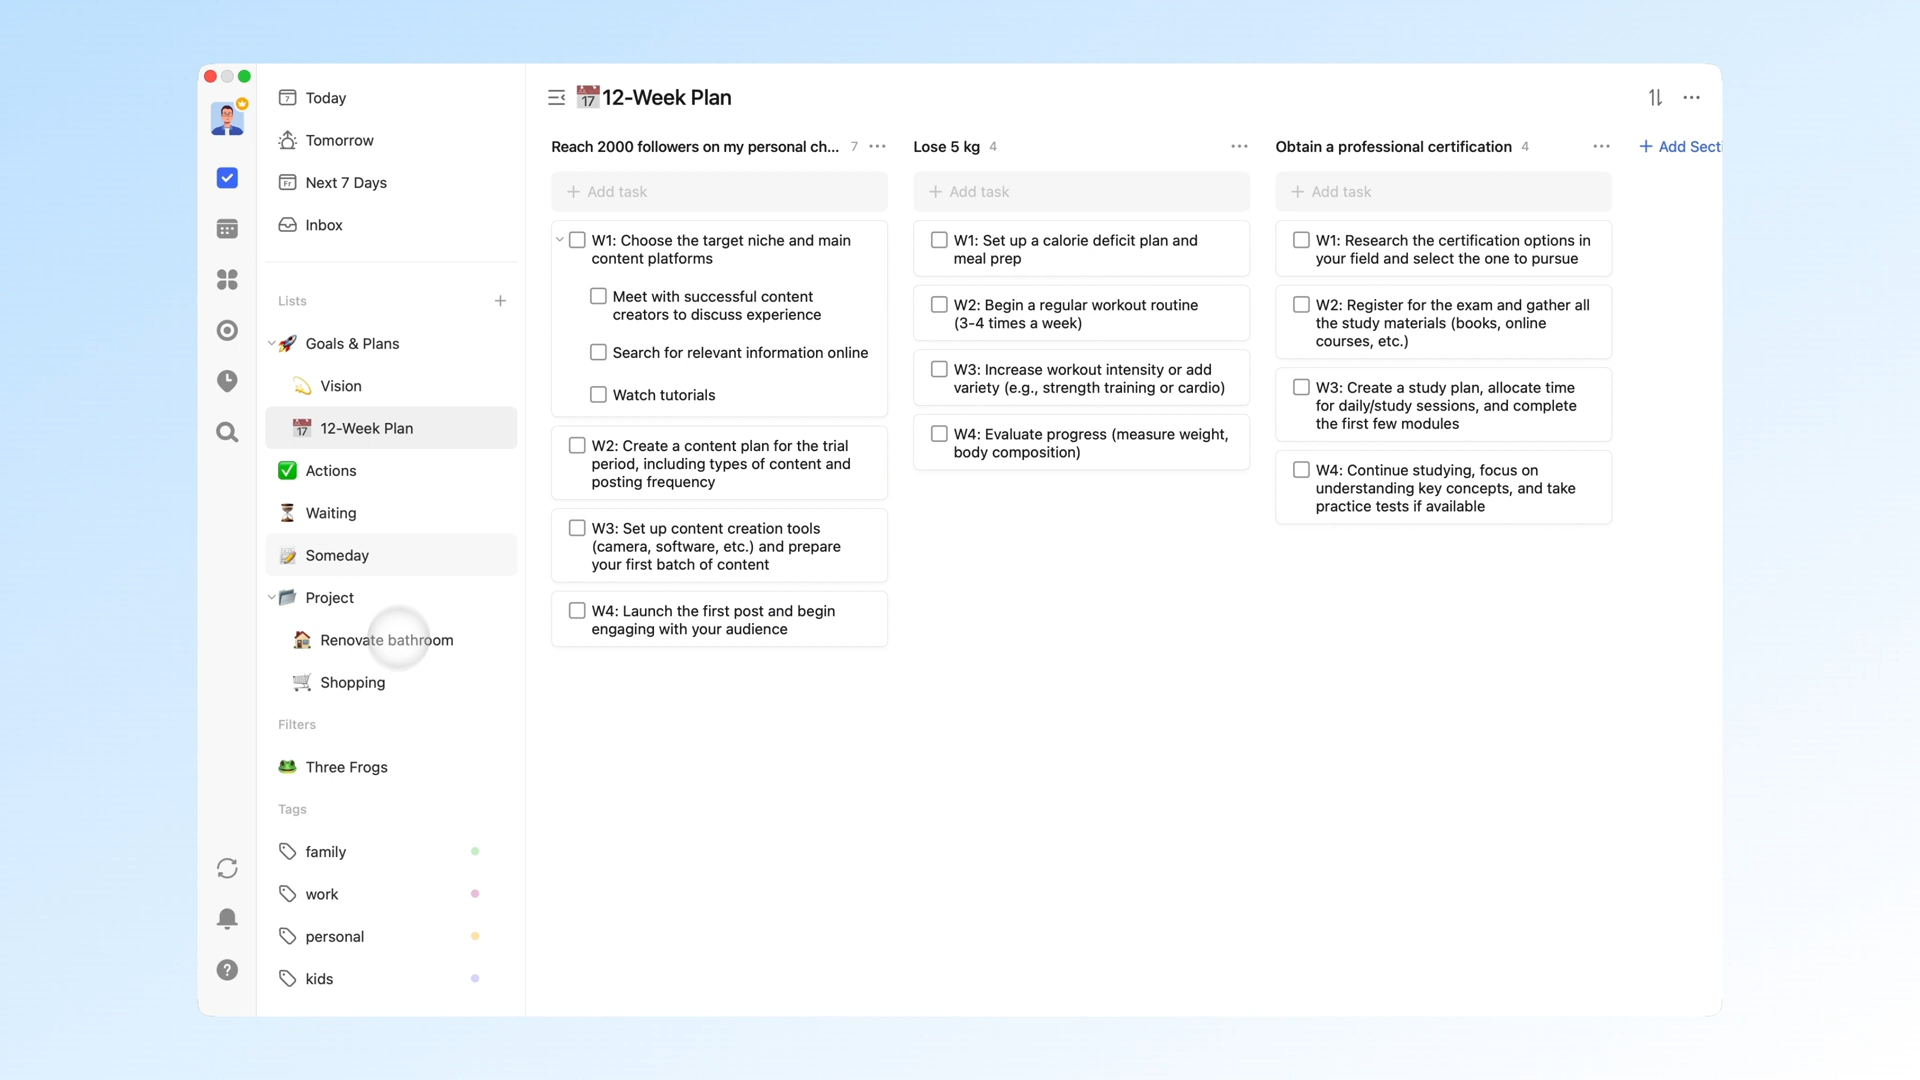 7 Today
Tomorrow
Fr Next 7 Days
Inbox
Lists
Goals & Plans
Vision
17 12-Week Plan
Actions
Waiting
Someday
Project
Renovate bathroom
Shopping
Filters
Three Frogs
Tags
family
work
personal
kids
17 12-Week Plan
Reach 2000 followers on my personal ch... 7
+ Add task
W1: Choose the target niche and main
content platforms
Meet with successful content
creators to discuss experience
Search for relevant information online
Watch tutorials
W2: Create a content plan for the trial
period, including types of content and
posting frequency
W3: Set up content creation tools
(camera, software, etc.) and prepare
your first batch of content
W4: Launch the first post and begin
engaging with your audience
Lose 5 kg 4
+ Add task
W1: Set up a calorie deficit plan and
meal prep
W2: Begin a regular workout routine
(3-4 times a week)
W3: Increase workout intensity or add
variety (e.g., strength training or cardio)
W4: Evaluate progress (measure weight,
body composition)
Obtain a professional certification 4
+ Add task
W1: Research the certification options in
your field and select the one to pursue
W2: Register for the exam and gather all
the study materials (books, online
courses, etc.)
W3: Create a study plan, allocate time
for daily/study sessions, and complete
the first few modules
W4: Continue studying, focus on
understanding key concepts, and take
practice tests if available
+ Add Secti